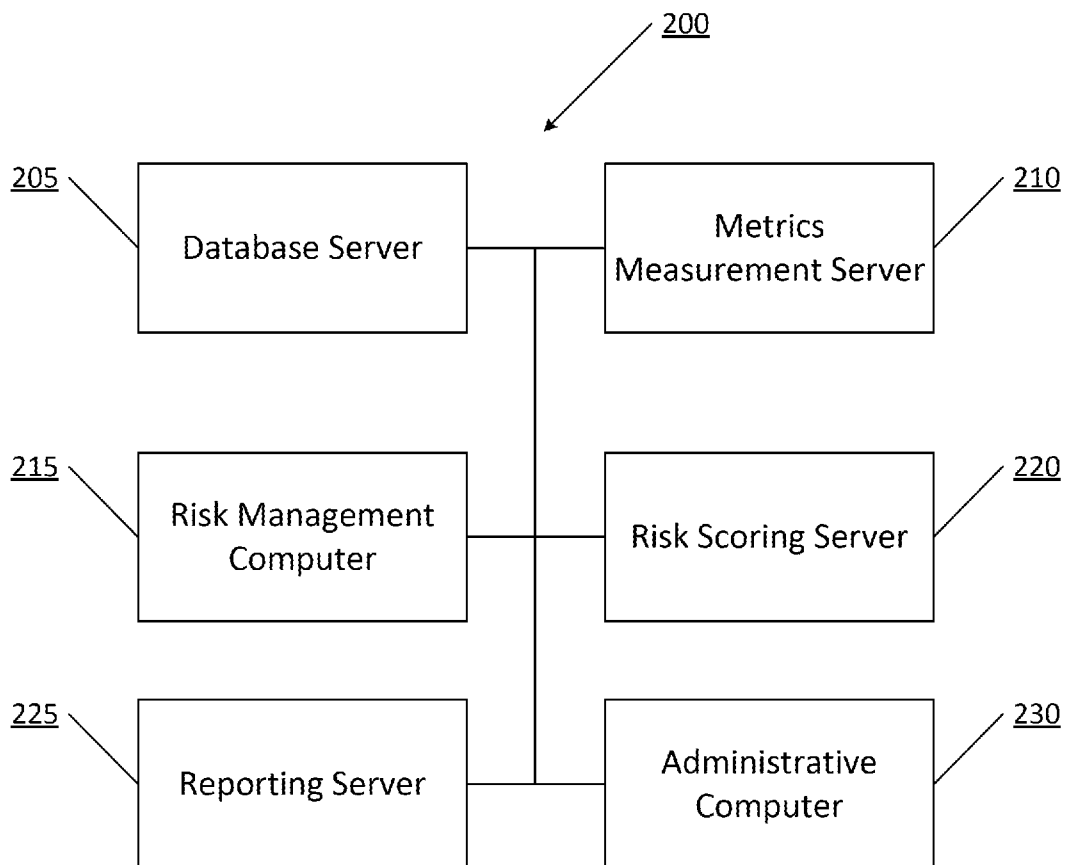 200
205
Database Server
Metrics
Measurement Server
210
215
Risk Management
Computer
Risk Scoring Server
220
225
Reporting Server
Administrative
Computer
230